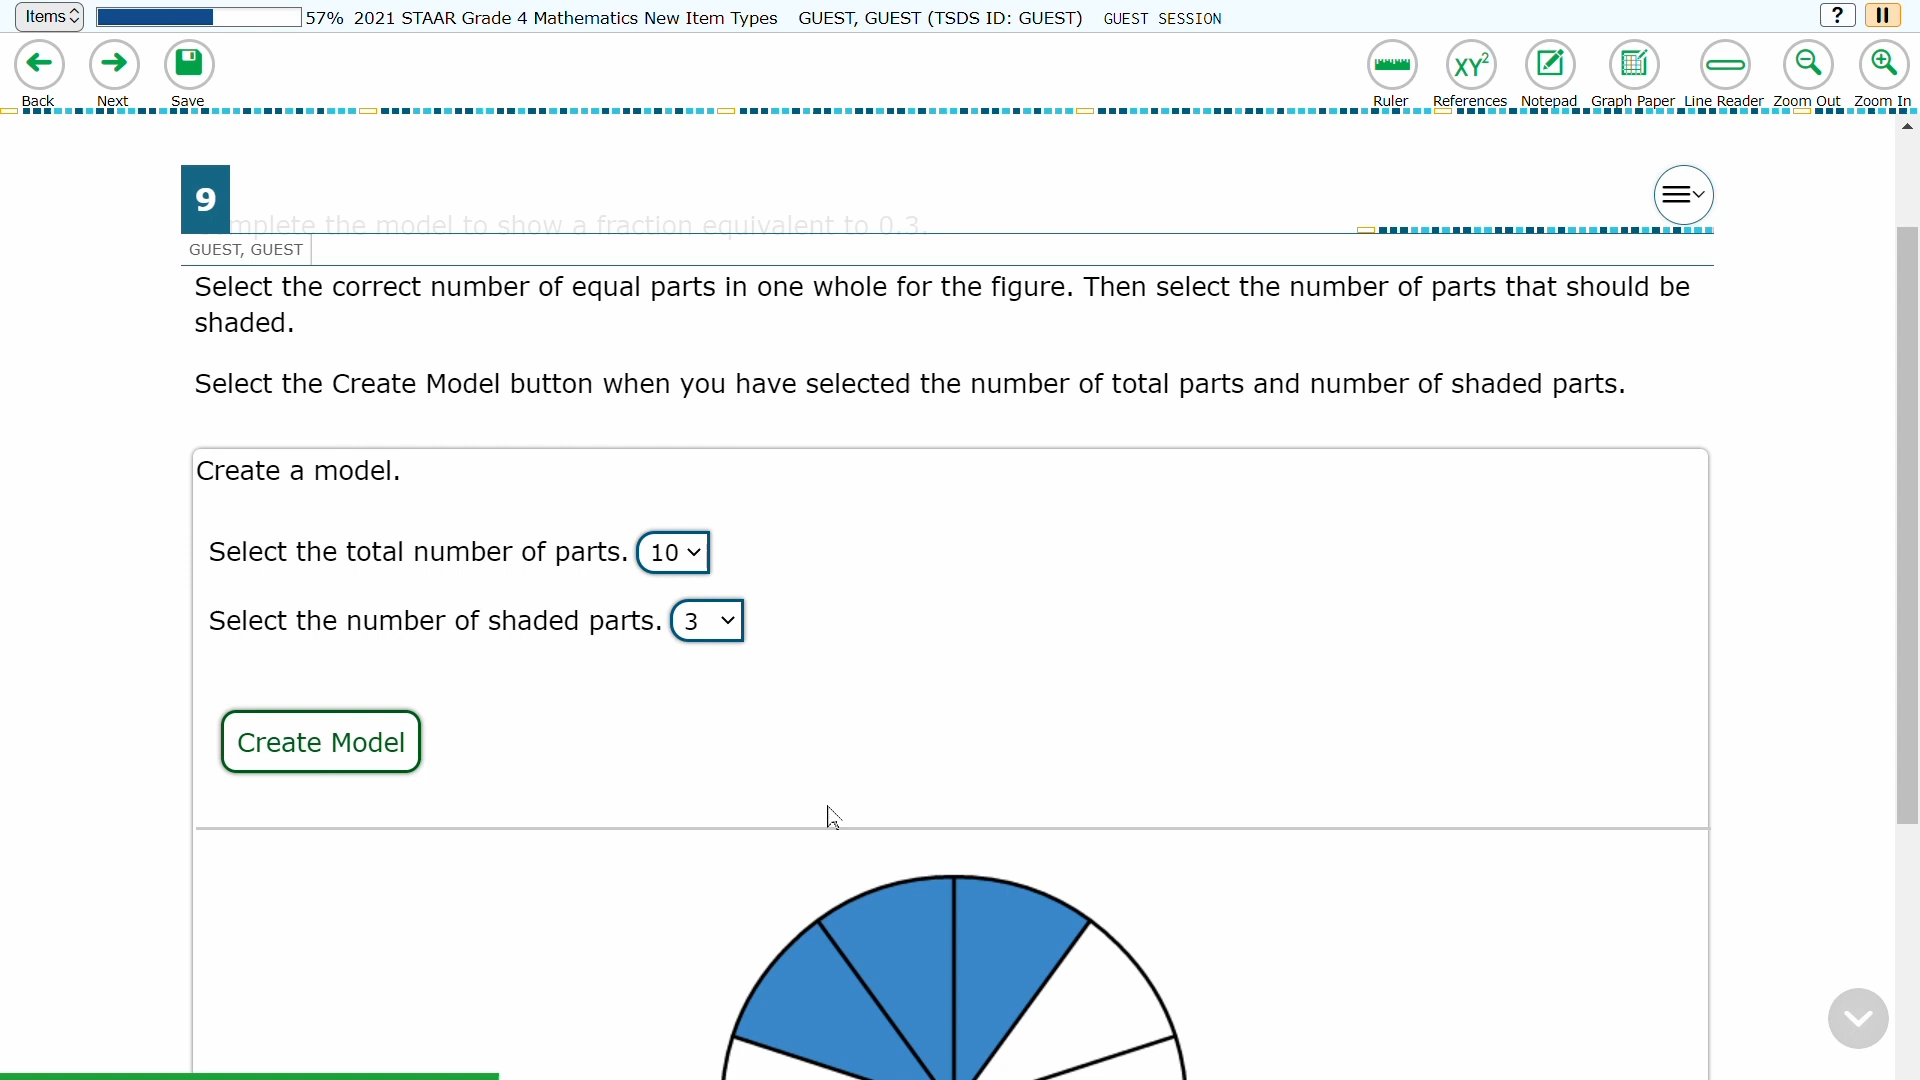 Items 57% 2021 STAAR Grade 4 Mathematics New Item Types GUEST, GUEST (TSDS ID: GUEST) GUEST SESSION ?
XY²
Back Next Save Ruler References Notepad Graph Paper Line Reader Zoom Out Zoom In
9
mplete the model to show a fraction equivalent to 0.3.
GUEST, GUEST
Select the correct number of equal parts in one whole for the figure. Then select the number of parts that should be
shaded.
Select the Create Model button when you have selected the number of total parts and number of shaded parts.
Create a model.
Select the total number of parts. 10
Select the number of shaded parts. 3
Create Model